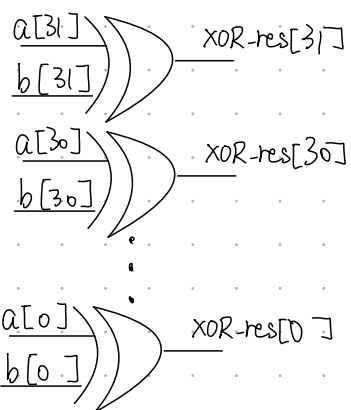 a[31]
XOR-res[31]
b[31]
a[30]
XOR-res[30]
b[30]
a[0]
XOR-res[0]
b[0]